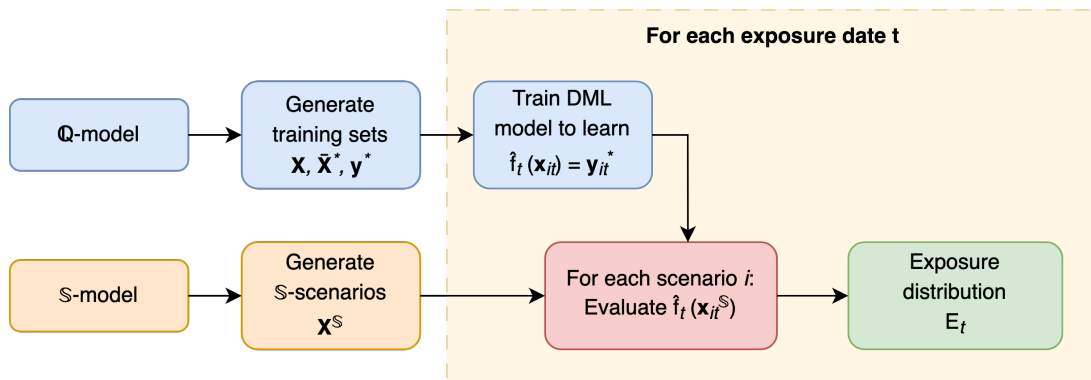 For each exposure date t
ℚ-model
Generate
training sets
X, X̄*, y*
Train DML
model to learn
f̂t (xit) = yit*
𝕊-model
Generate
𝕊-scenarios
X𝕊
For each scenario i:
Evaluate f̂t (xit𝕊)
Exposure
distribution
Et